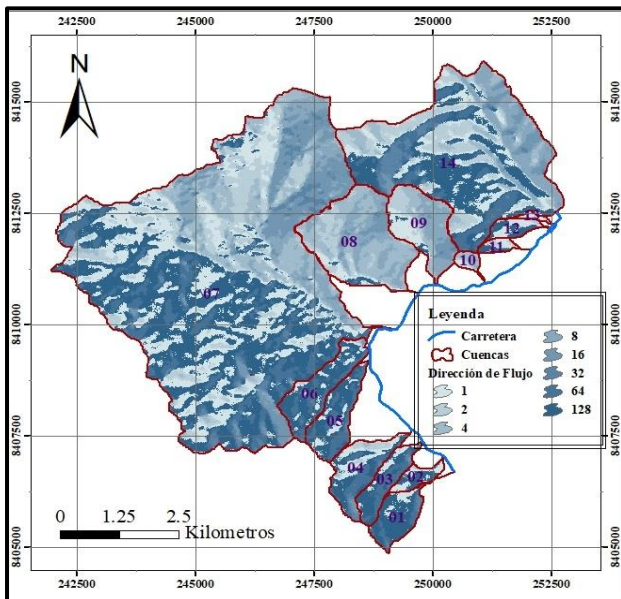 242500 245000 247500 250000 252500
N
8415000 8415000
14
13
8412500 8412500
12
09
08
11
10
07
8410000 8410000
Leyenda
Carretera 8
Cuencas 16
Dirección de Flujo 32
1 64
2 128
4
06
05
8407500 8407500
04
03 02
01
0 1.25 2.5
Kilometros
8405000 8405000
242500 245000 247500 250000 252500